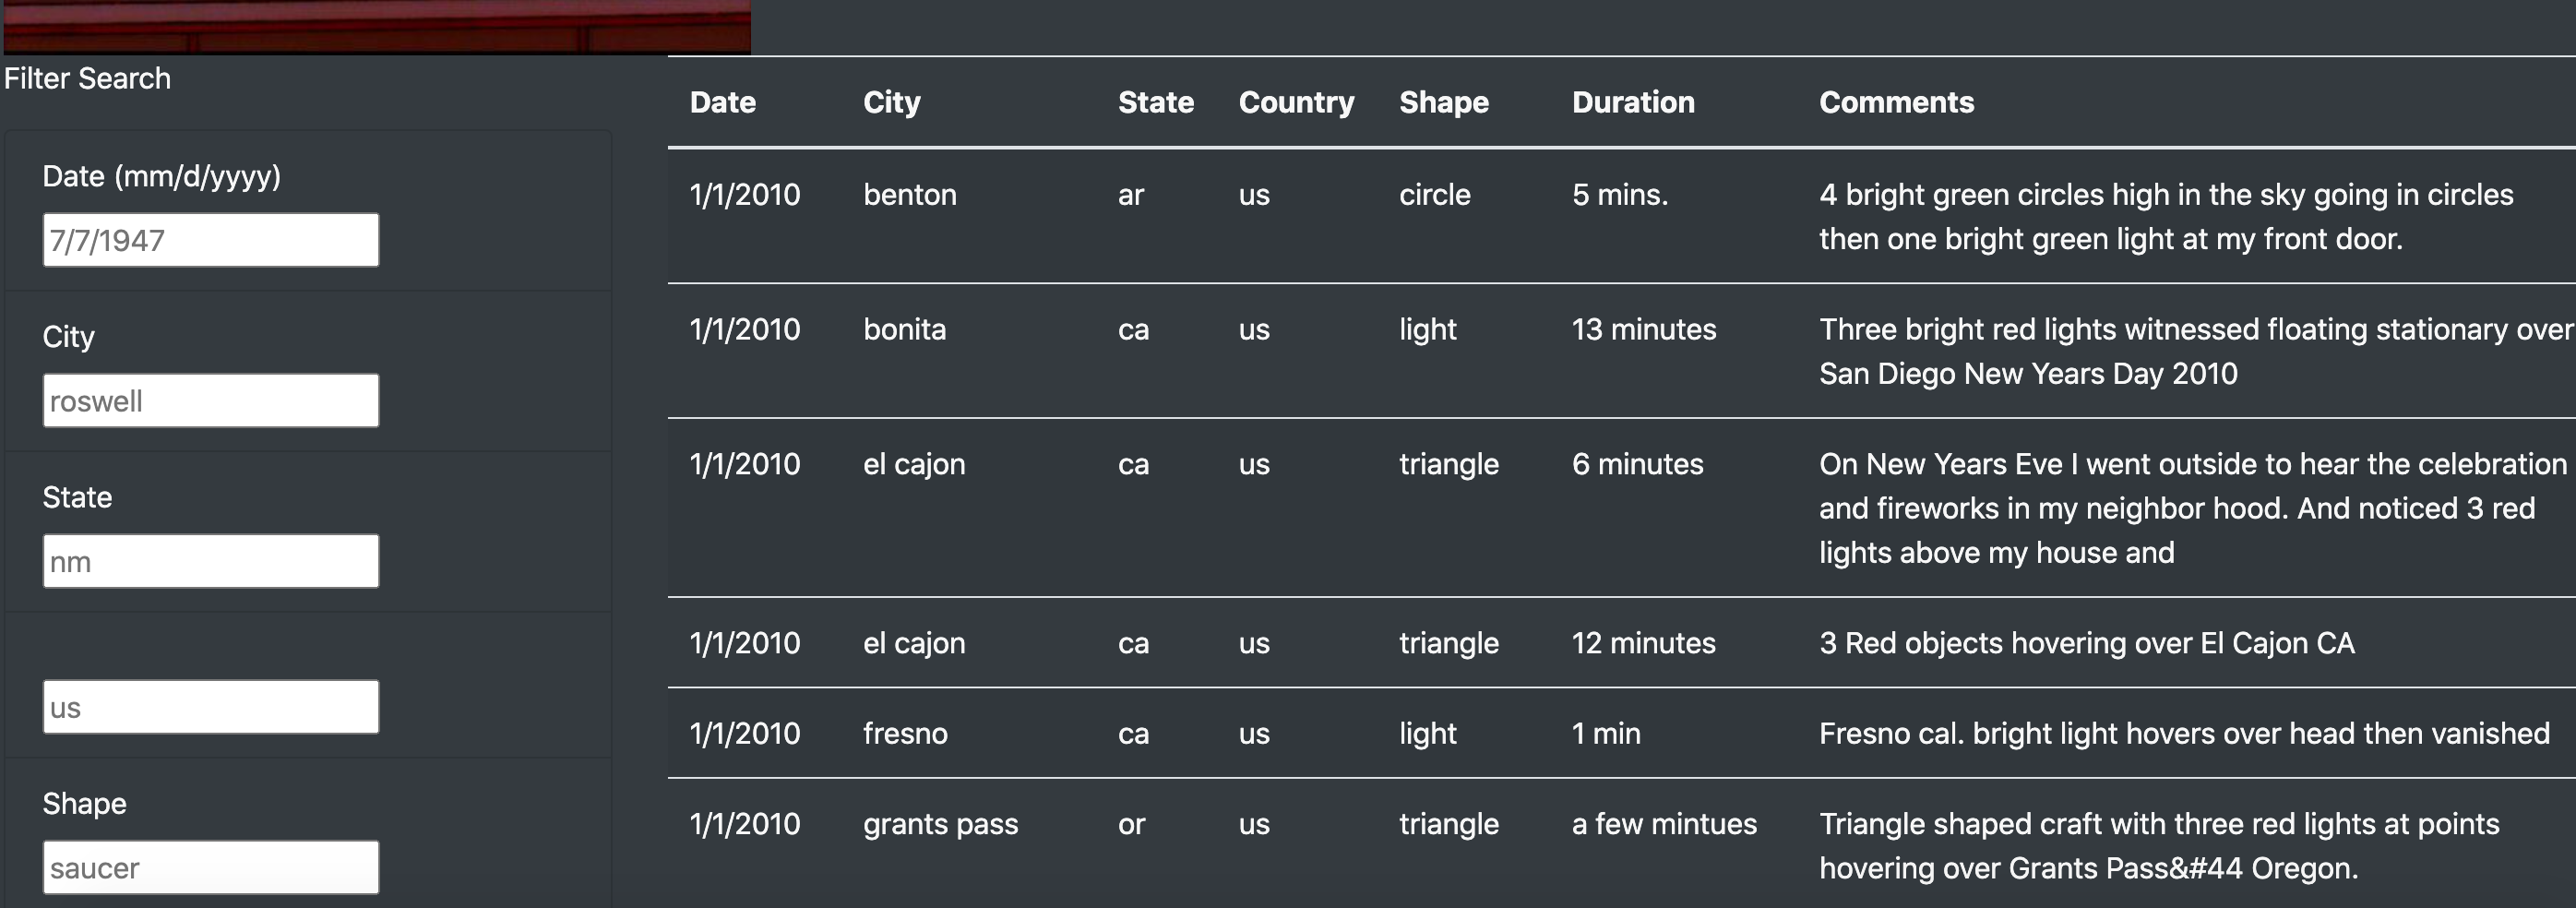 Filter Search
Date (mm/d/yyyy)
7/7/1947
City
roswell
State
nm
us
Shape
saucer
Date City State Country Shape Duration Comments
1/1/2010 benton ar us circle 5 mins. 4 bright green circles high in the sky going in circles
then one bright green light at my front door.
1/1/2010 bonita ca us light 13 minutes Three bright red lights witnessed floating stationary over
San Diego New Years Day 2010
1/1/2010 el cajon ca us triangle 6 minutes On New Years Eve I went outside to hear the celebration
and fireworks in my neighbor hood. And noticed 3 red
lights above my house and
1/1/2010 el cajon ca us triangle 12 minutes 3 Red objects hovering over El Cajon CA
1/1/2010 fresno ca us light 1 min Fresno cal. bright light hovers over head then vanished
1/1/2010 grants pass or us triangle a few mintues Triangle shaped craft with three red lights at points
hovering over Grants Pass&#44 Oregon.